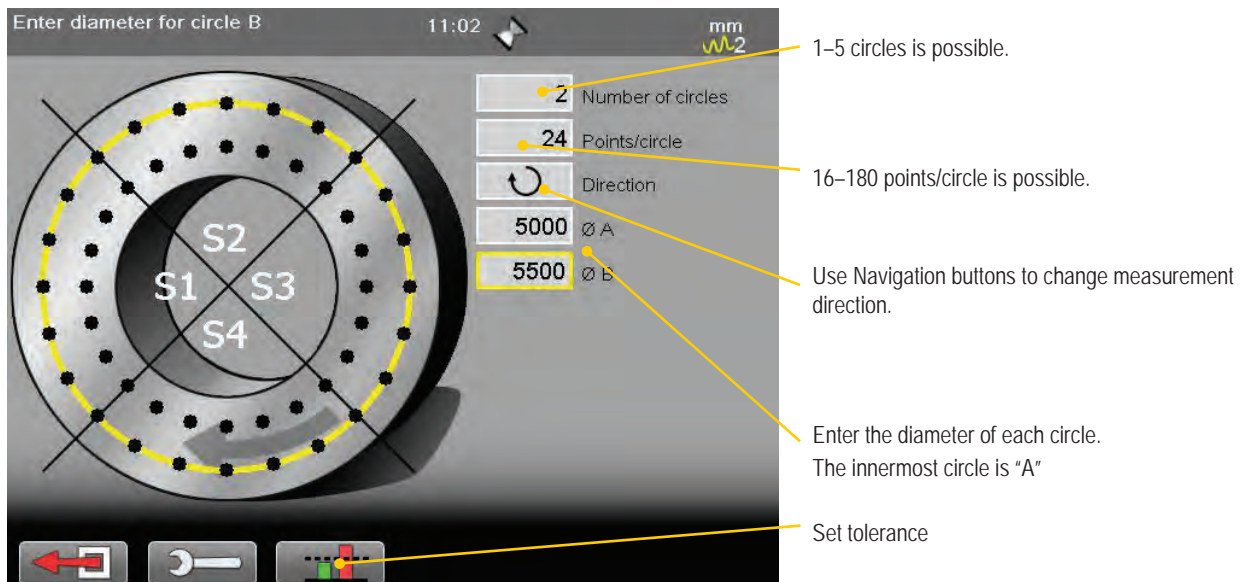 Enter diameter for circle B
11:02
mm
2
2 Number of circles
24 Points/circle
Direction
5000 Ø A
5500 Ø B
S2
S1 S3
S4
1–5 circles is possible.
16–180 points/circle is possible.
Use Navigation buttons to change measurement
direction.
Enter the diameter of each circle.
The innermost circle is “A”
Set tolerance